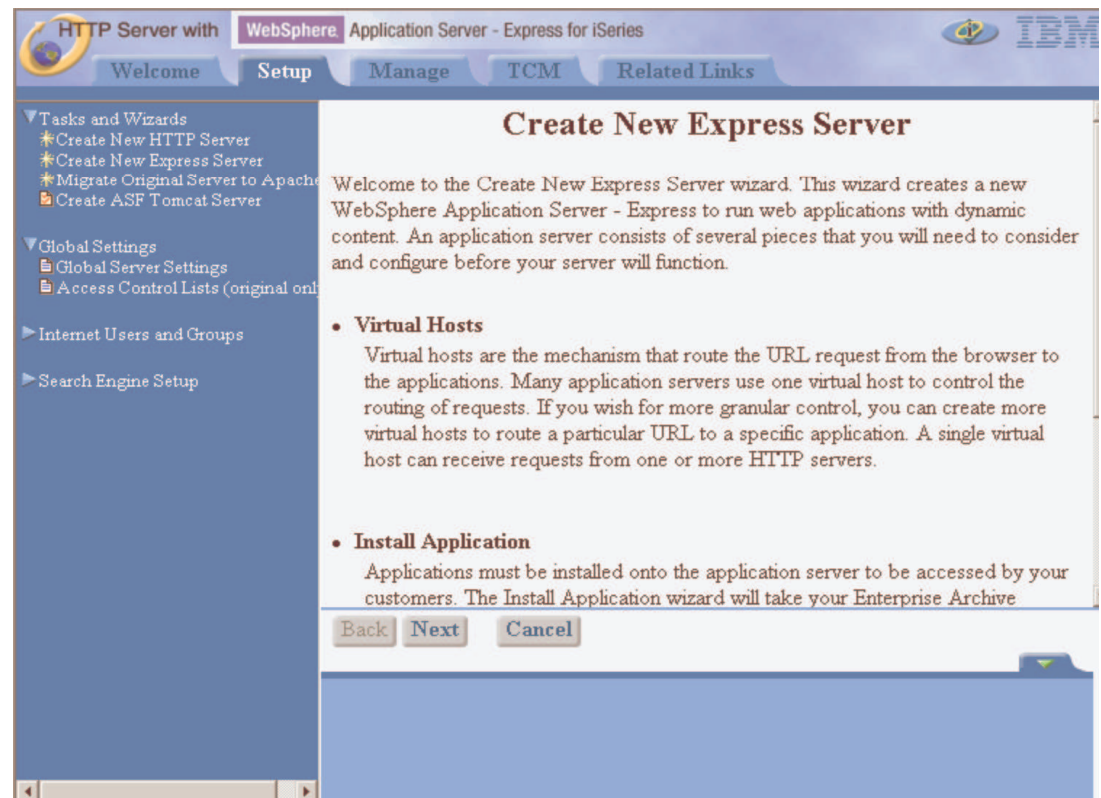 HTTP Server with WebSphere. Application Server - Express for iSeries
IBM
Welcome Setup Manage TCM Related Links
Tasks and Wizards
Create New HTTP Server
Create New Express Server
Migrate Original Server to Apache
Create ASF Tomcat Server
Global Settings
Global Server Settings
Access Control Lists (original only
Internet Users and Groups
Search Engine Setup
Create New Express Server
Welcome to the Create New Express Server wizard. This wizard creates a new
WebSphere Application Server - Express to run web applications with dynamic
content. An application server consists of several pieces that you will need to consider
and configure before your server will function.
• Virtual Hosts
Virtual hosts are the mechanism that route the URL request from the browser to
the applications. Many application servers use one virtual host to control the
routing of requests. If you wish for more granular control, you can create more
virtual hosts to route a particular URL to a specific application. A single virtual
host can receive requests from one or more HTTP servers.
• Install Application
Applications must be installed onto the application server to be accessed by your
customers. The Install Application wizard will take your Enterprise Archive
Back Next Cancel